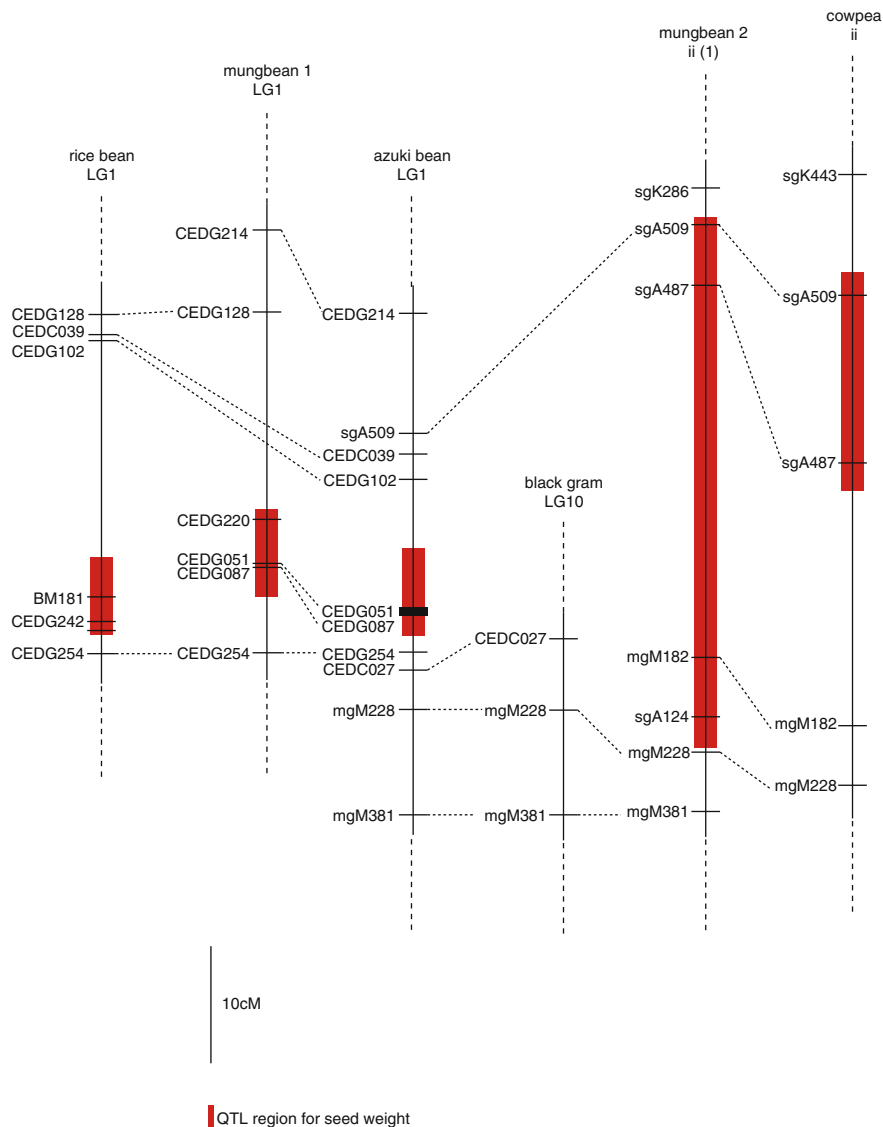 rice bean
LG1
CEDG128
CEDC039
CEDG102
BM181
CEDG242
CEDG254
mungbean 1
LG1
CEDG214
CEDG128
CEDG220
CEDG051
CEDG087
CEDG254
azuki bean
LG1
CEDG214
sgA509
CEDC039
CEDG102
CEDG051
CEDG087
CEDG254
CEDC027
mgM228
mgM381
black gram
LG10
CEDC027
mgM228
mgM381
mungbean 2
ii (1)
sgK286
sgA509
sgA487
mgM182
sgA124
mgM228
mgM381
cowpea
ii
sgK443
sgA509
sgA487
mgM182
mgM228
10cM
QTL region for seed weight